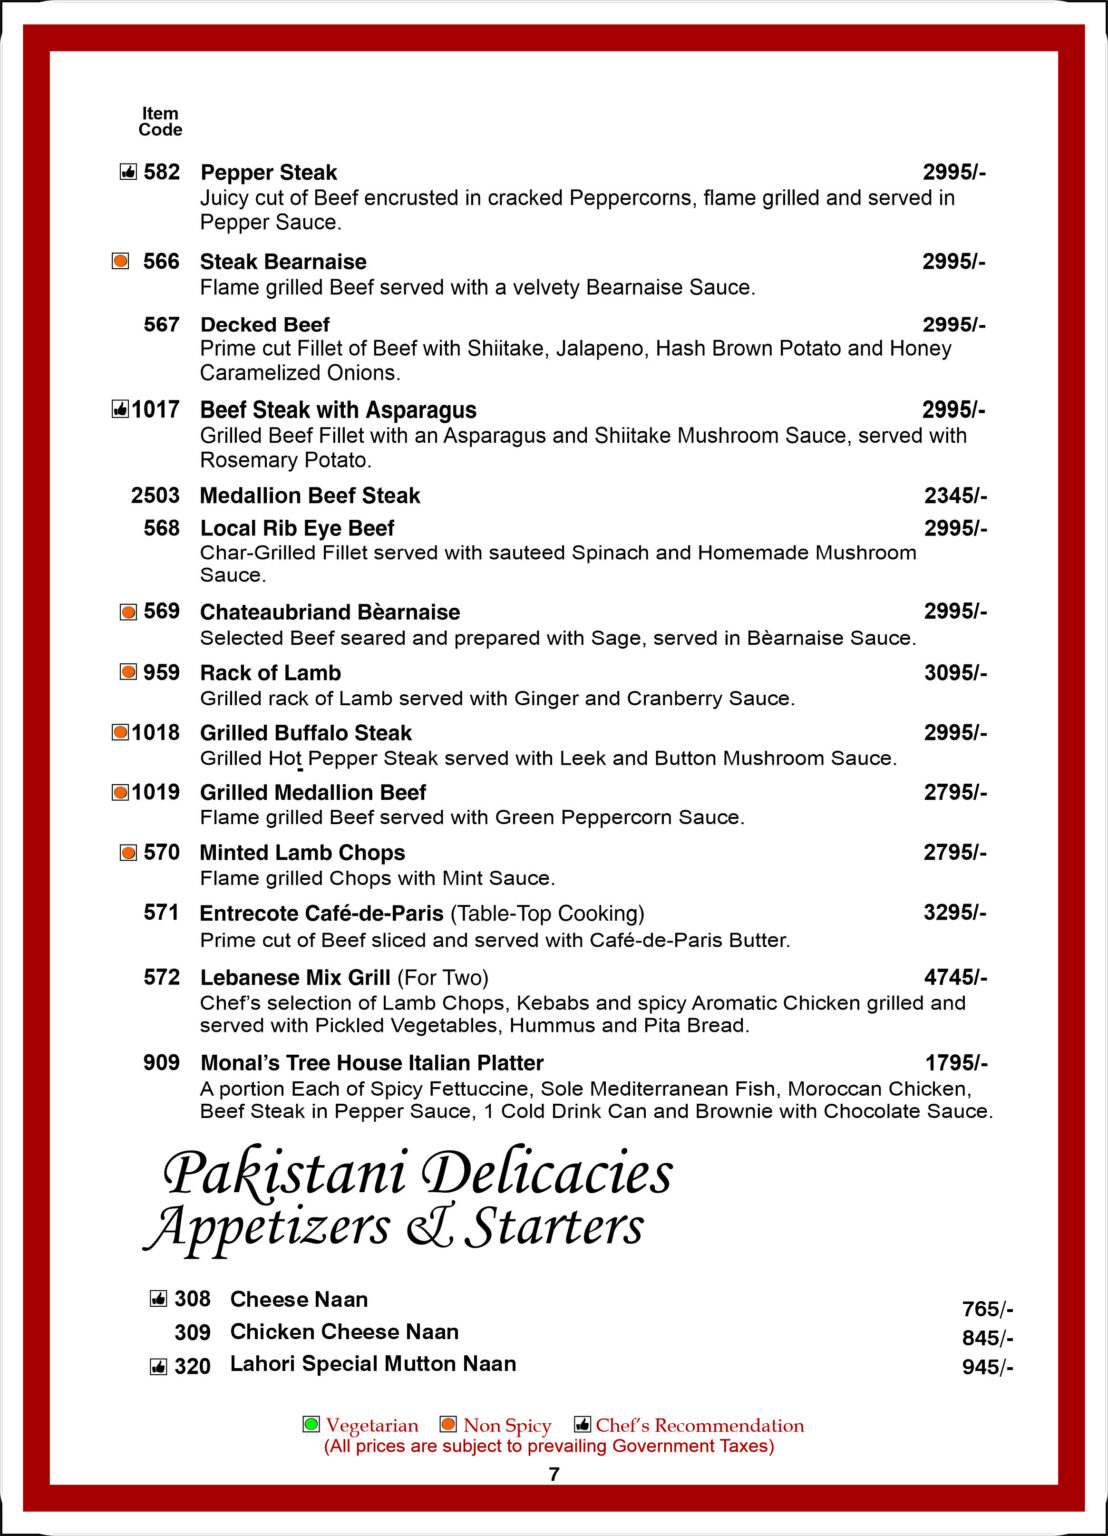 Item
Code
582 Pepper Steak 2995/-
Juicy cut of Beef encrusted in cracked Peppercorns, flame grilled and served in
Pepper Sauce.
566 Steak Bearnaise 2995/-
Flame grilled Beef served with a velvety Bearnaise Sauce.
567 Decked Beef 2995/-
Prime cut Fillet of Beef with Shiitake, Jalapeno, Hash Brown Potato and Honey
Caramelized Onions.
1017 Beef Steak with Asparagus 2995/-
Grilled Beef Fillet with an Asparagus and Shiitake Mushroom Sauce, served with
Rosemary Potato.
2503 Medallion Beef Steak 2345/-
568 Local Rib Eye Beef 2995/-
Char-Grilled Fillet served with sauteed Spinach and Homemade Mushroom
Sauce.
569 Chateaubriand Bèarnaise 2995/-
Selected Beef seared and prepared with Sage, served in Bèarnaise Sauce.
959 Rack of Lamb 3095/-
Grilled rack of Lamb served with Ginger and Cranberry Sauce.
1018 Grilled Buffalo Steak 2995/-
Grilled Hot Pepper Steak served with Leek and Button Mushroom Sauce.
1019 Grilled Medallion Beef 2795/-
Flame grilled Beef served with Green Peppercorn Sauce.
570 Minted Lamb Chops 2795/-
Flame grilled Chops with Mint Sauce.
571 Entrecote Café-de-Paris (Table-Top Cooking) 3295/-
Prime cut of Beef sliced and served with Café-de-Paris Butter.
572 Lebanese Mix Grill (For Two) 4745/-
Chef's selection of Lamb Chops, Kebabs and spicy Aromatic Chicken grilled and
served with Pickled Vegetables, Hummus and Pita Bread.
909 Monal's Tree House Italian Platter 1795/-
A portion Each of Spicy Fettuccine, Sole Mediterranean Fish, Moroccan Chicken,
Beef Steak in Pepper Sauce, 1 Cold Drink Can and Brownie with Chocolate Sauce.
Pakistani Delicacies
Appetizers & Starters
308 Cheese Naan 765/-
309 Chicken Cheese Naan 845/-
320 Lahori Special Mutton Naan 945/-
Vegetarian Non Spicy Chef's Recommendation
(All prices are subject to prevailing Government Taxes)
7